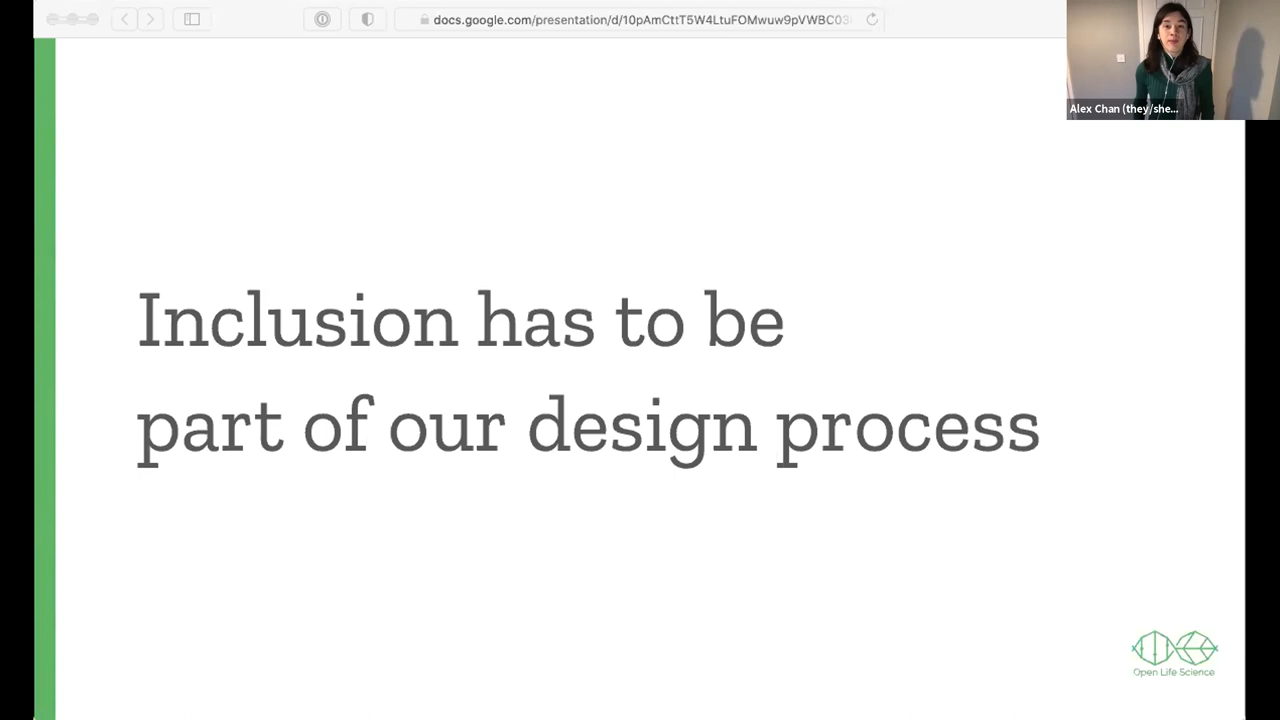 docs.google.com/presentation/d/10pAmCttT5W4LtuFOMwuw9pVWBC03
Alex Chan (they/she...
Inclusion has to be
part of our design process
Open Life Science